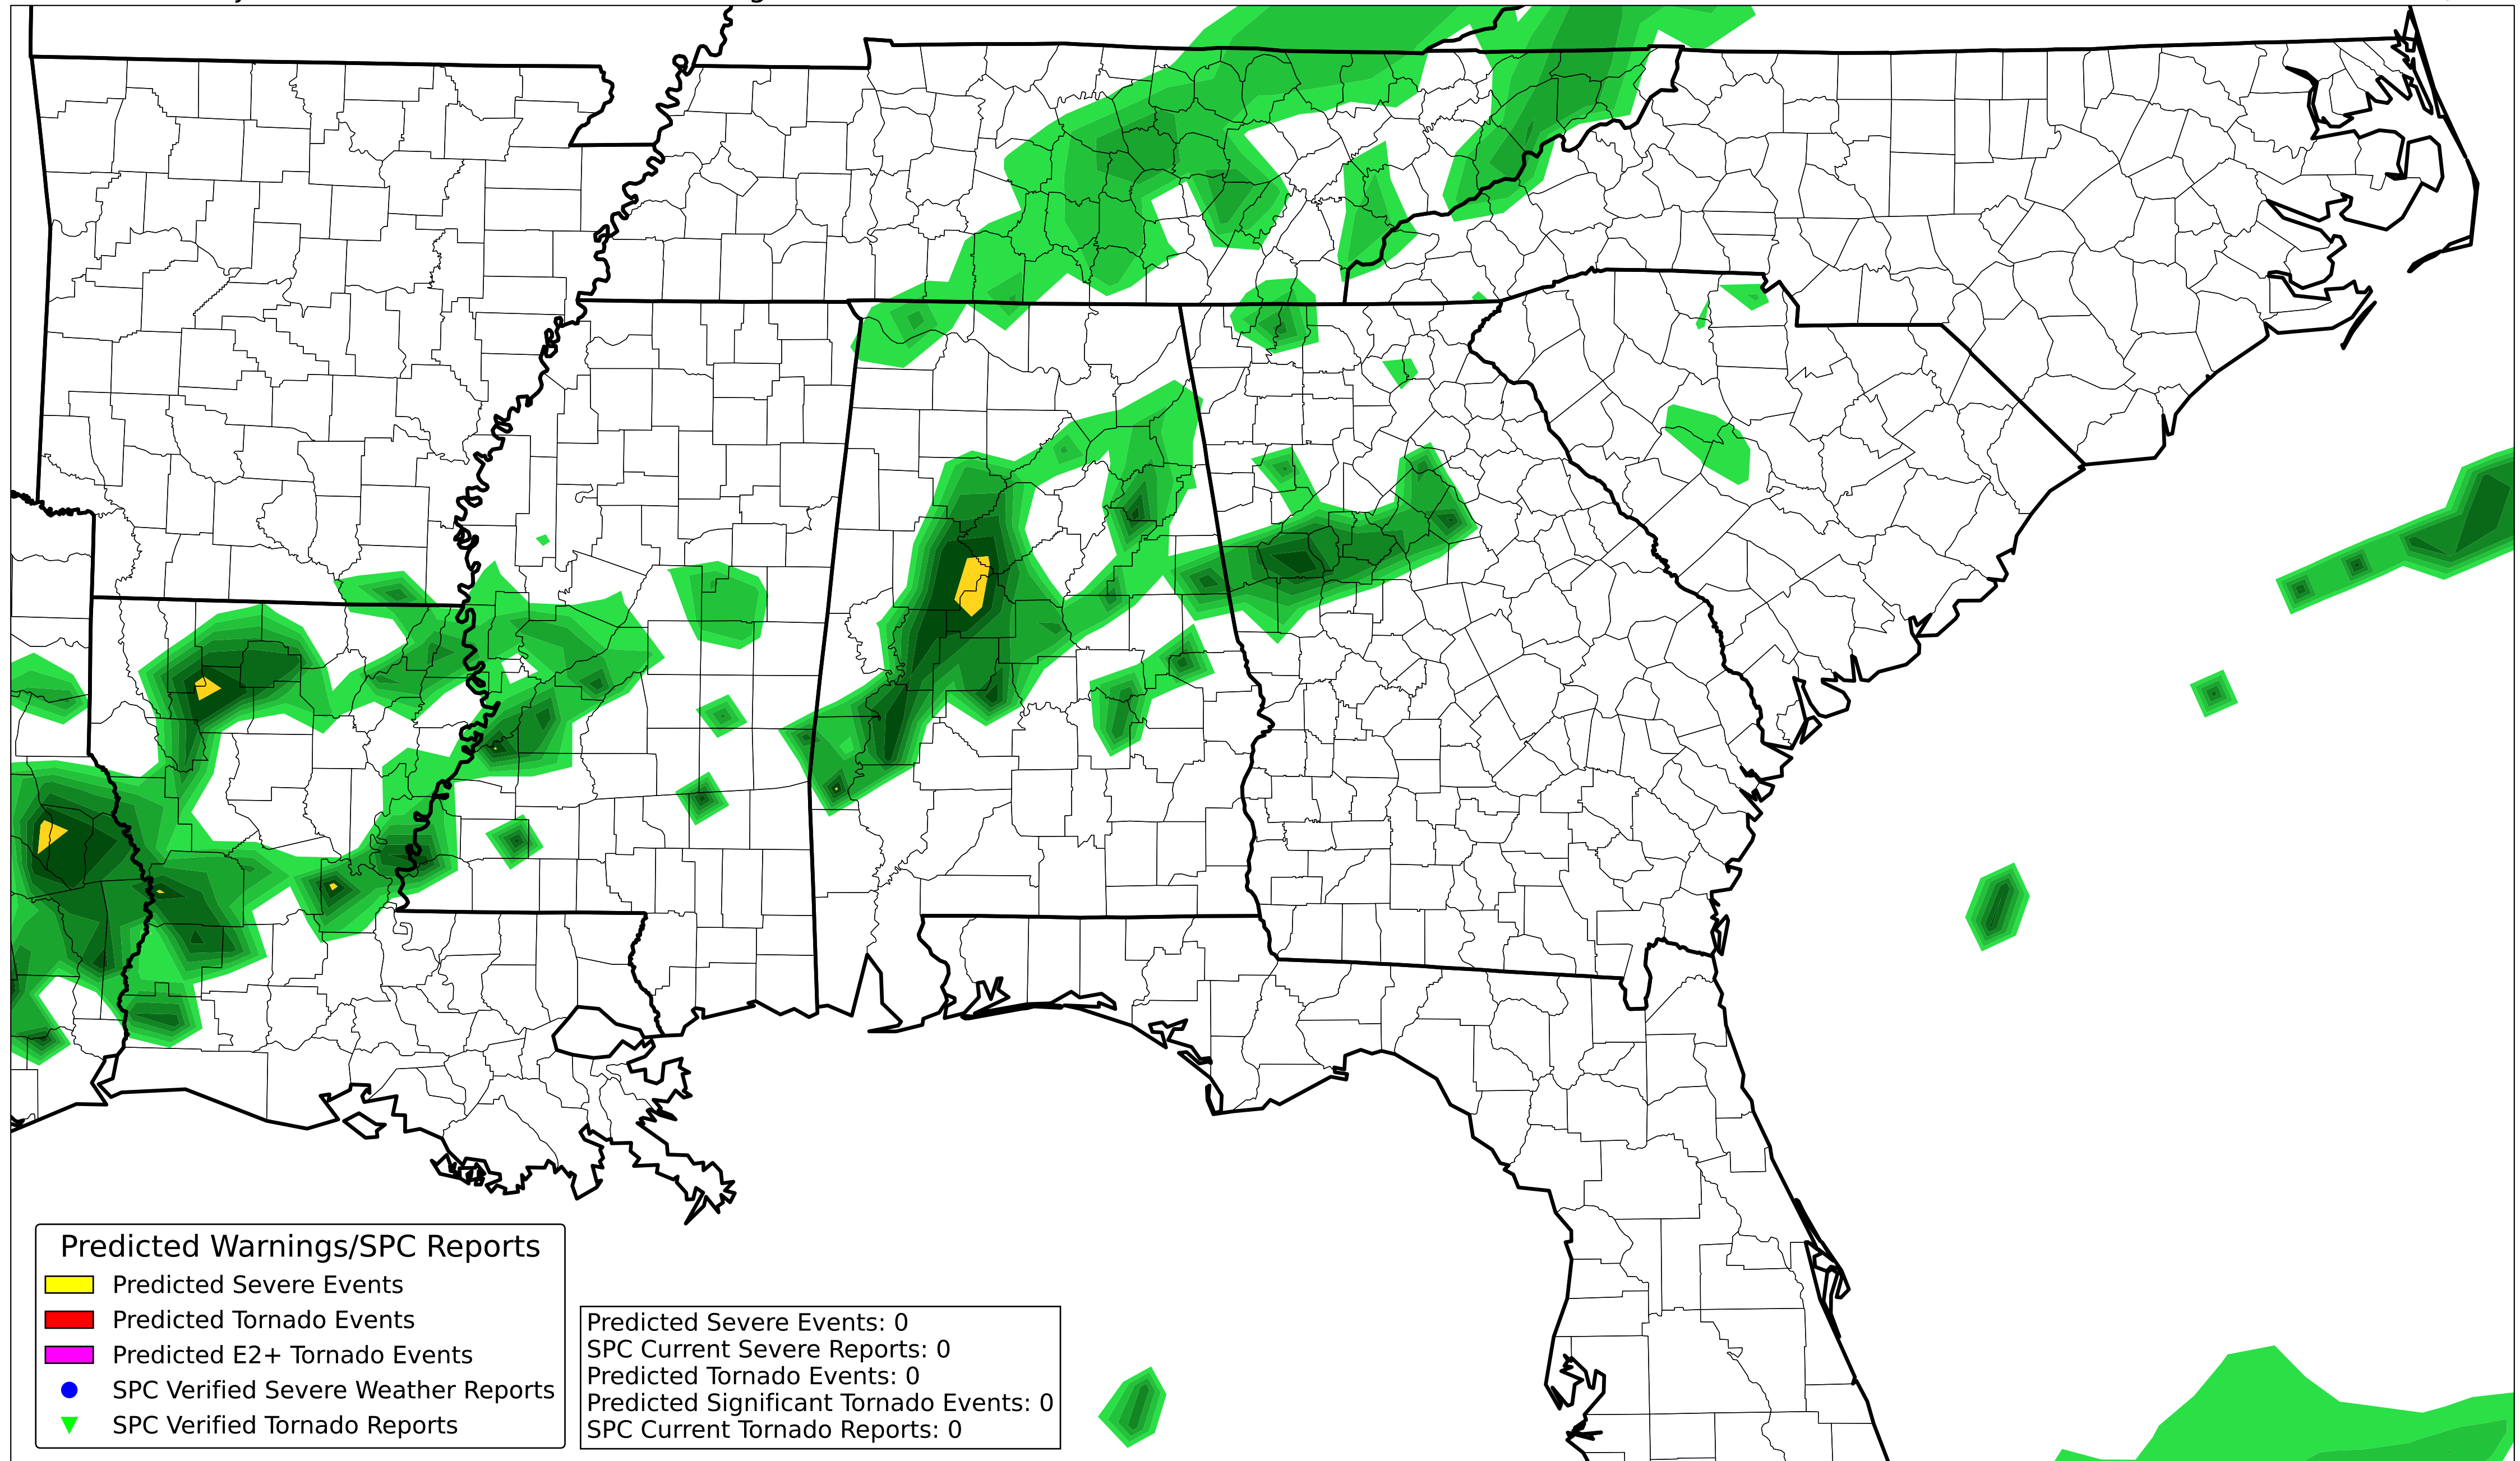 Predicted Warnings/SPC Reports
Predicted Severe Events
Predicted Tornado Events
Predicted E2+ Tornado Events
SPC Verified Severe Weather Reports
SPC Verified Tornado Reports
Predicted Severe Events: 0
SPC Current Severe Reports: 0
Predicted Tornado Events: 0
Predicted Significant Tornado Events: 0
SPC Current Tornado Reports: 0